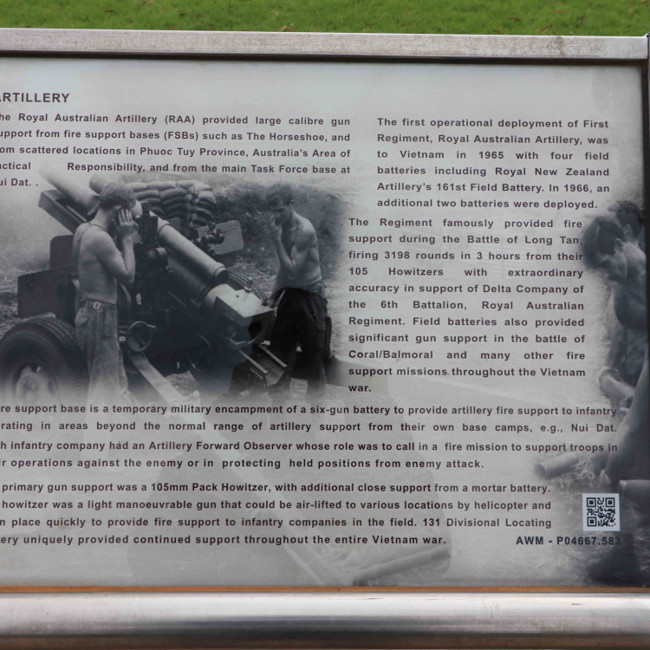 ARTILLERY
he Royal Australian Artillery (RAA) provided large calibre gun
upport from fire support bases (FSBs) such as The Horseshoe, and
om scattered locations in Phuoc Tuy Province, Australia's Area of
actical Responsibility, and from the main Task Force base at
ui Dat. .
The first operational deployment of First
Regiment, Royal Australian Artillery, was
to Vietnam in 1965 with four field
batteries including Royal New Zealand
Artillery's 161st Field Battery. In 1966, an
additional two batteries were deployed.
The Regiment famously provided fire
support during the Battle of Long Tan,
firing 3198 rounds in 3 hours from their
105 Howitzers with extraordinary
accuracy in support of Delta Company of
the 6th Battalion, Royal Australian
Regiment. Field batteries also provided
significant gun support in the battle of
Coral/Balmoral and many other fire
support missions throughout the Vietnam
war.
re support base is a temporary military encampment of a six-gun battery to provide artillery fire support to infantry
rating in areas beyond the normal range of artillery support from their own base camps, e.g., Nui Dat.
h infantry company had an Artillery Forward Observer whose role was to call in a fire mission to support troops in
ir operations against the enemy or in protecting held positions from enemy attack.
primary gun support was a 105mm Pack Howitzer, with additional close support from a mortar battery.
howitzer was a light manoeuvrable gun that could be air-lifted to various locations by helicopter and
n place quickly to provide fire support to infantry companies in the field. 131 Divisional Locating
ery uniquely provided continued support throughout the entire Vietnam war.
AWM - P04667.583